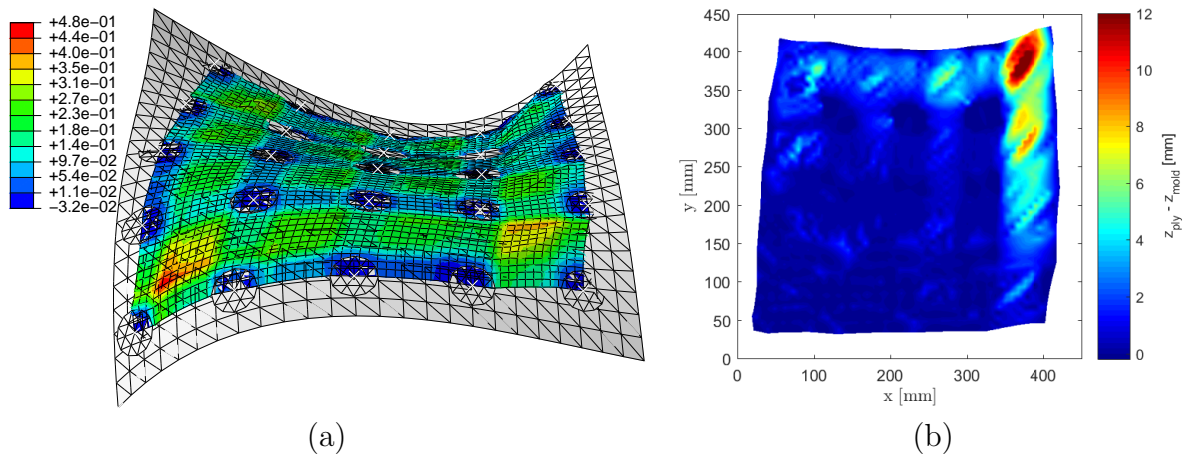 +4.8e−01
+4.4e−01
+4.0e−01
+3.5e−01
+3.1e−01
+2.7e−01
+2.3e−01
+1.8e−01
+1.4e−01
+9.7e−02
+5.4e−02
+1.1e−02
−3.2e−02
(a)
450
400
350
300
250
200
150
100
50
0
y [mm]
0 100 200 300 400
x [mm]
12
10
8
6
4
2
0
z_ply - z_mold [mm]
(b)